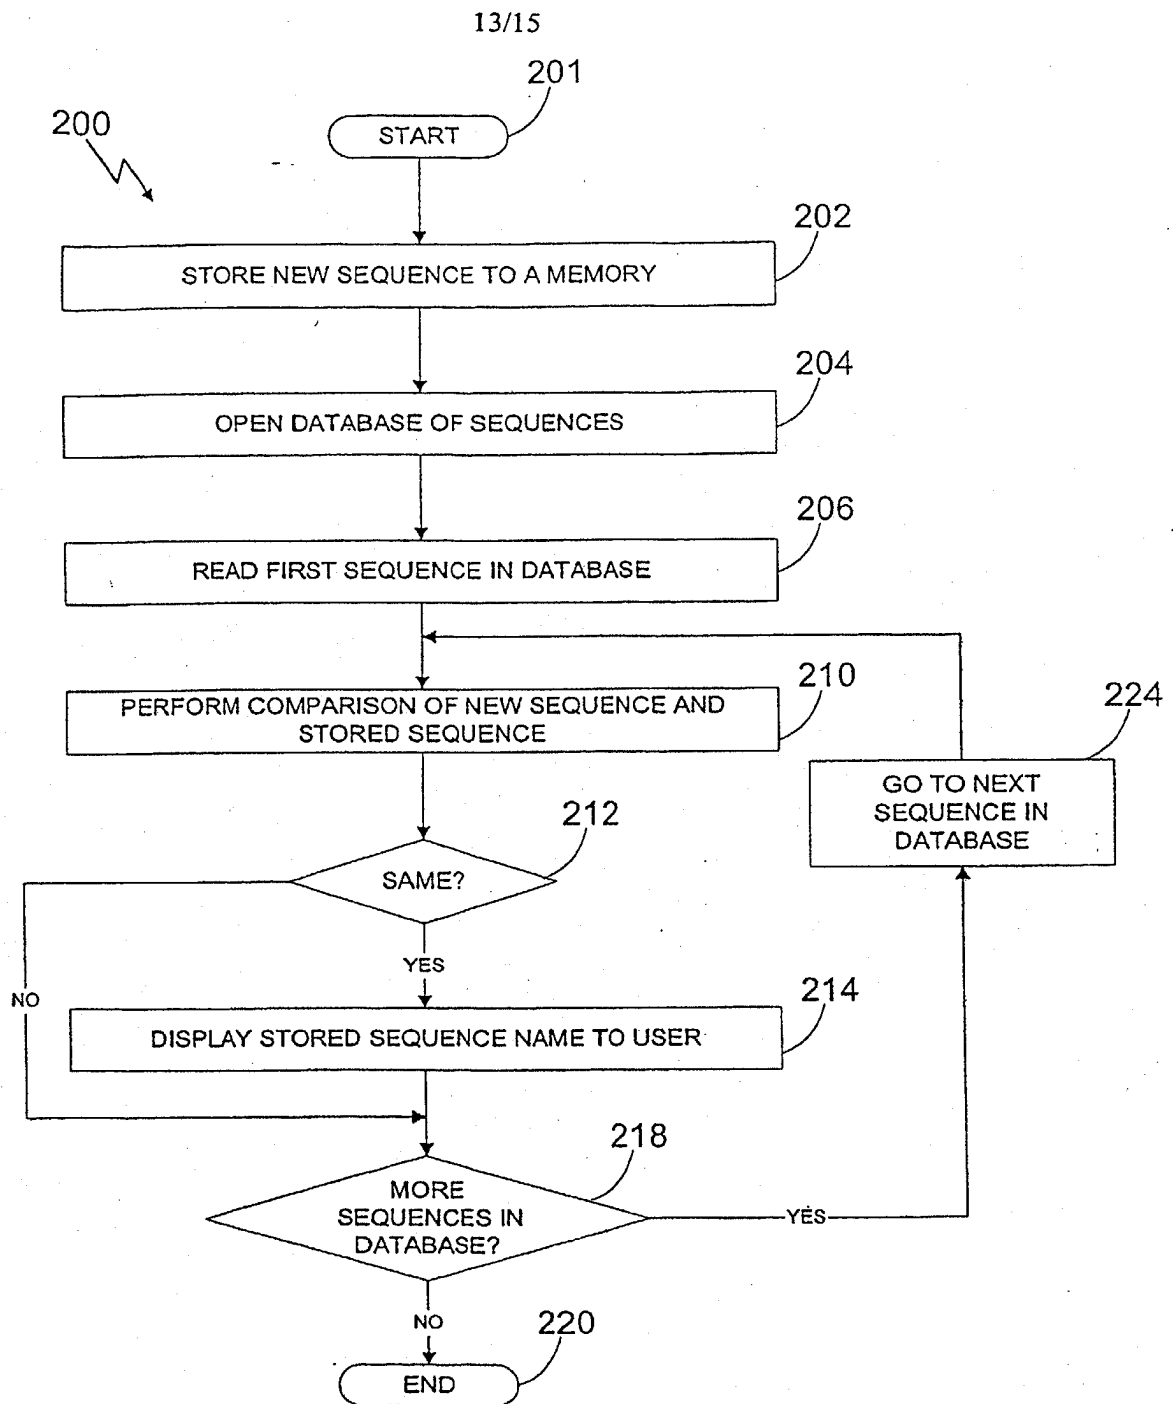 13/15
201
200
START
202
STORE NEW SEQUENCE TO A MEMORY
204
OPEN DATABASE OF SEQUENCES
206
READ FIRST SEQUENCE IN DATABASE
210
PERFORM COMPARISON OF NEW SEQUENCE AND
STORED SEQUENCE
224
GO TO NEXT
SEQUENCE IN
DATABASE
212
SAME?
YES
NO
214
DISPLAY STORED SEQUENCE NAME TO USER
218
MORE
SEQUENCES IN
DATABASE?
YES
NO
220
END